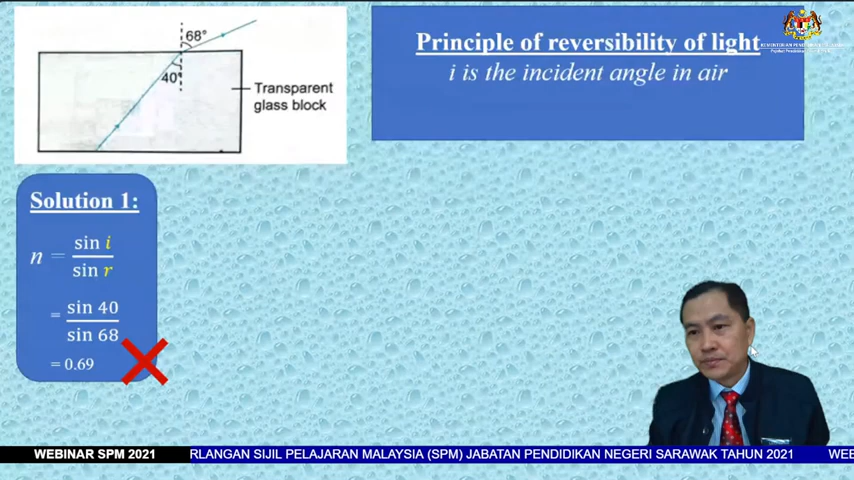 68°
40°
Transparent
glass block
Principle of reversibility of light
i is the incident angle in air
Solution 1:
n = sin i / sin r
= sin 40 / sin 68
= 0.69
WEBINAR SPM 2021
RLANGAN SIJIL PELAJARAN MALAYSIA (SPM) JABATAN PENDIDIKAN NEGERI SARAWAK TAHUN 2021
WEB